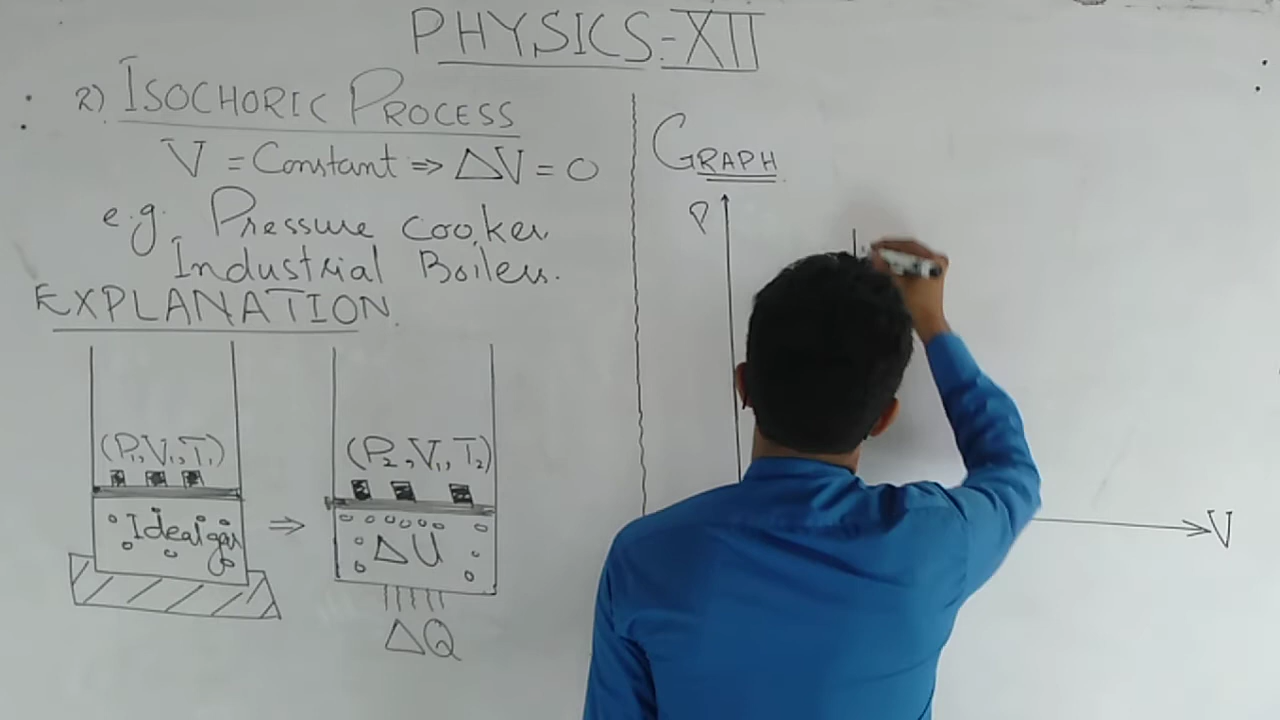 PHYSICS-XII
2) ISOCHORIC PROCESS
V = Constant ⇒ ΔV = 0
e.g. Pressure cooker
Industrial Boilers.
EXPLANATION
(P₁,V₁,T₁)
Ideal gas
⇒
(P₂,V₁,T₂)
ΔU
ΔQ
GRAPH
P
V